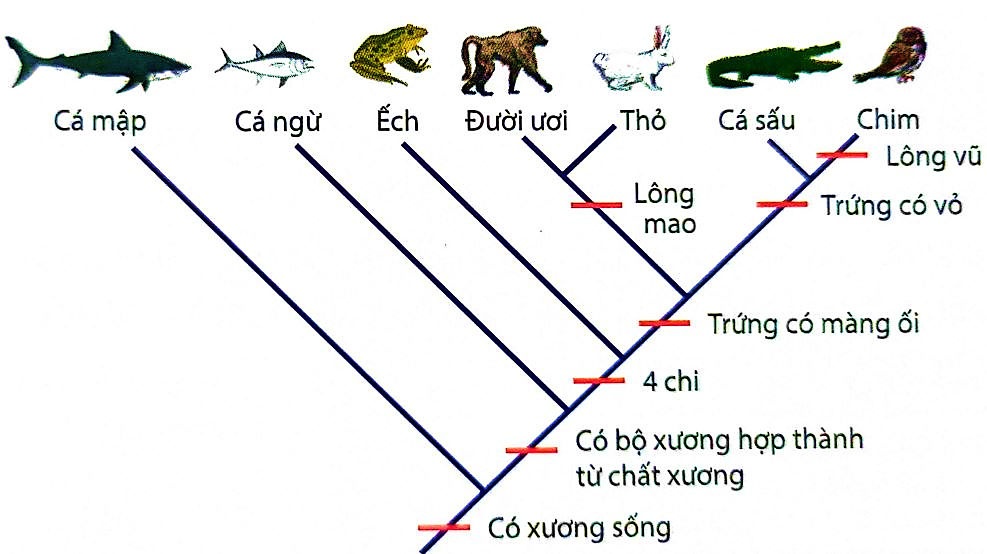 Cá mập
Cá ngừ
Ếch
Đười ươi
Thỏ
Cá sấu
Chim
Lông vũ
Lông
mao
Trứng có vỏ
Trứng có màng ối
4 chi
Có bộ xương hợp thành
từ chất xương
Có xương sống